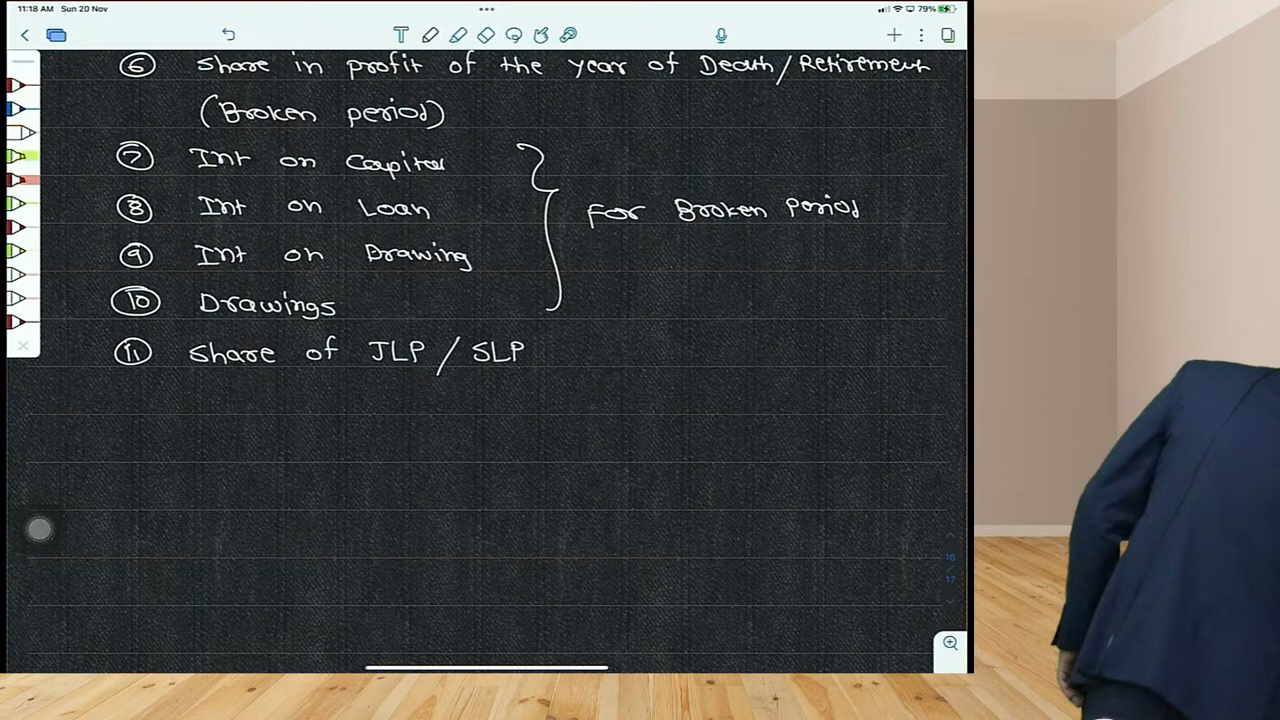 11:18 AM Sun 20 Nov
79%
6 Share in profit of the year of Death/Retirement
(Broken period)
7 Int on Capital
8 Int on Loan
9 Int on Drawing
For Broken Period
10 Drawings
11 Share of JLP / SLP
16
17